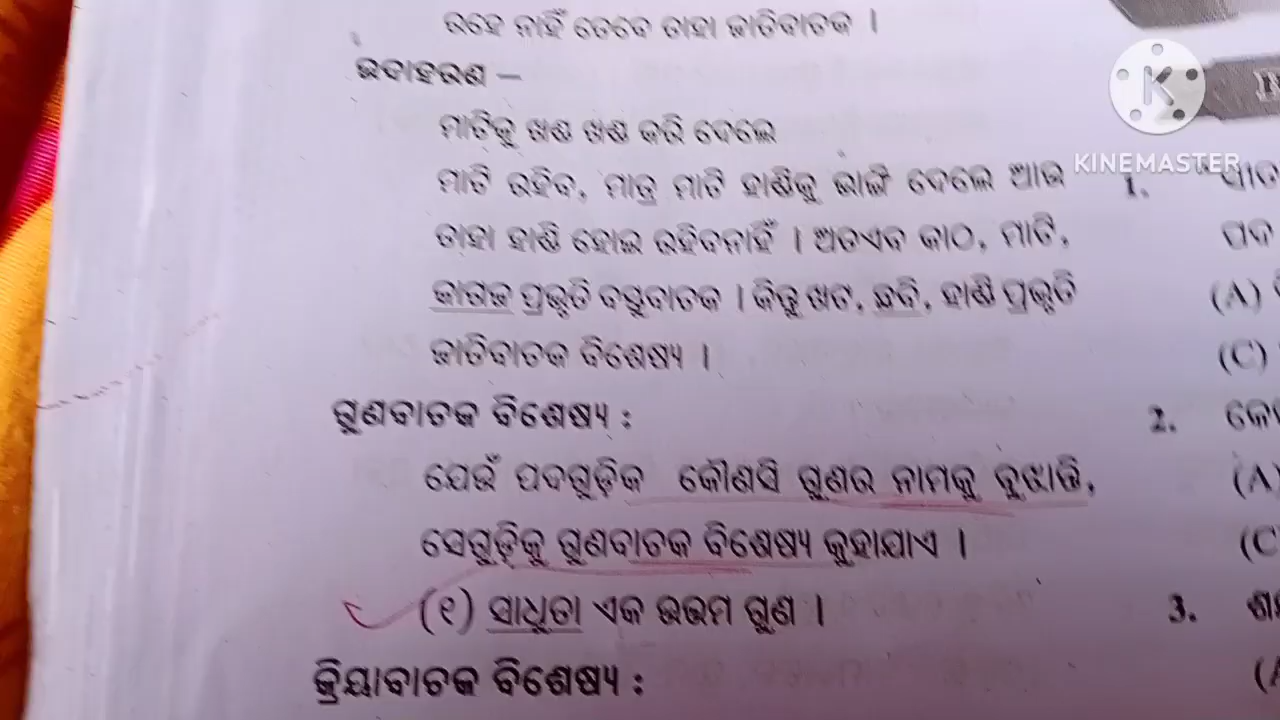 ରହେ ନାହିଁ ତେବେ ତାହା ଜାତିବାଚକ ।
ଉଦାହରଣ –
ମାଟିକୁ ଖଣ୍ଡ ଖଣ୍ଡ କରି ଦେଲେ
ମାଟି ରହିବ, ମାତ୍ର ମାଟି ହାଣ୍ଡିକୁ ଭାଙ୍ଗି ଦେଲେ ଆଉ
ତାହା ହାଣ୍ଡି ହୋଇ ରହିବନାହିଁ । ଅତଏବ କାଠ, ମାଟି,
କାଗଜ ପ୍ରଭୃତି ବସ୍ତୁବାଚକ । କିନ୍ତୁ ଖଟ, ଛବି, ହାଣ୍ଡି ପ୍ରଭୃତି
ଜାତିବାଚକ ବିଶେଷ୍ୟ ।
ଗୁଣବାଚକ ବିଶେଷ୍ୟ :
ଯେଉଁ ପଦଗୁଡ଼ିକ କୌଣସି ଗୁଣର ନାମକୁ ବୁଝାନ୍ତି,
ସେଗୁଡ଼ିକୁ ଗୁଣବାଚକ ବିଶେଷ୍ୟ କୁହାଯାଏ ।
(୧) ସାଧୁତା ଏକ ଉତ୍ତମ ଗୁଣ ।
କ୍ରିୟାବାଚକ ବିଶେଷ୍ୟ :
KINEMASTER
1.
ପଦ
(A)
(C)
2.
(A)
(C
3.
(A